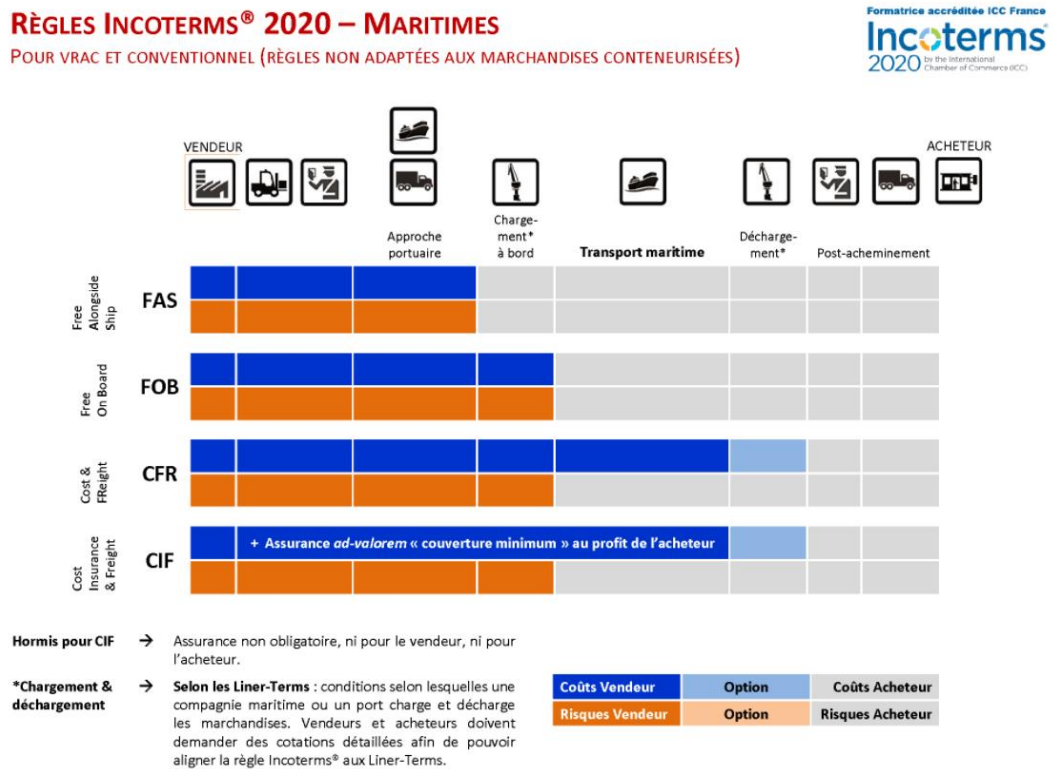 RÈGLES INCOTERMS® 2020 – MARITIMES
POUR VRAC ET CONVENTIONNEL (RÈGLES NON ADAPTÉES AUX MARCHANDISES CONTENEURISÉES)
Formatrice accréditée ICC France
Incoterms®
2020 by the International
Chamber of Commerce (ICC)
VENDEUR
ACHETEUR
Approche
portuaire
Charge-
ment*
à bord
Transport maritime
Décharge-
ment*
Post-acheminement
Free
Alongside
Ship
FAS
Free
On Board
FOB
Cost &
FReight
CFR
Cost
Insurance
& Freight
CIF
+ Assurance ad-valorem « couverture minimum » au profit de l’acheteur
Hormis pour CIF → Assurance non obligatoire, ni pour le vendeur, ni pour
l’acheteur.
*Chargement &
déchargement
→ Selon les Liner-Terms : conditions selon lesquelles une
compagnie maritime ou un port charge et décharge
les marchandises. Vendeurs et acheteurs doivent
demander des cotations détaillées afin de pouvoir
aligner la règle Incoterms® aux Liner-Terms.
Coûts Vendeur Option Coûts Acheteur
Risques Vendeur Option Risques Acheteur